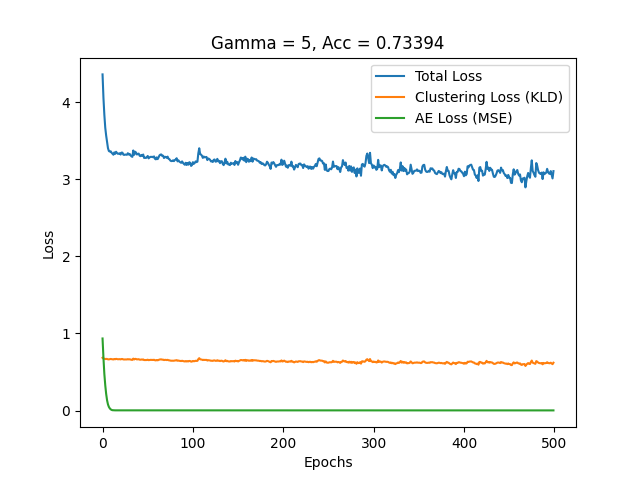 Gamma = 5, Acc = 0.73394
Total Loss
Clustering Loss (KLD)
AE Loss (MSE)
4
3
2
1
0
Loss
0 100 200 300 400 500
Epochs